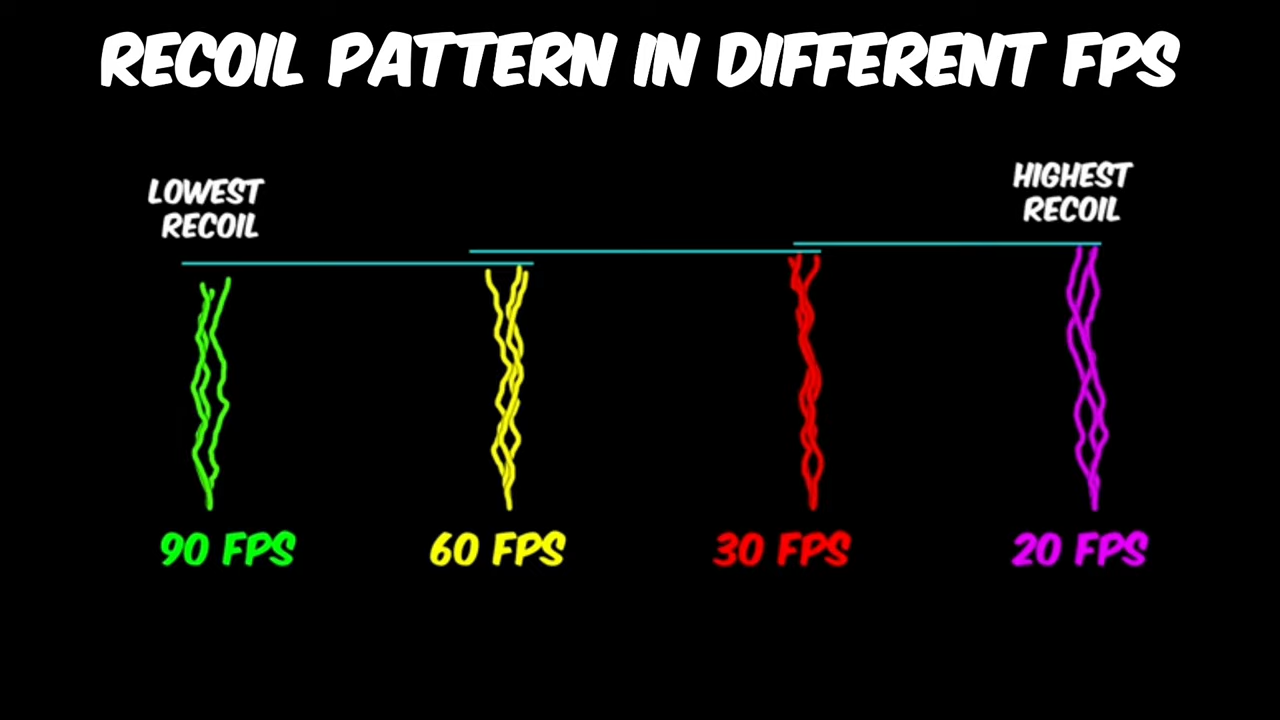 RECOIL PATTERN IN DIFFERENT FPS
LOWEST
RECOIL
HIGHEST
RECOIL
90 FPS
60 FPS
30 FPS
20 FPS